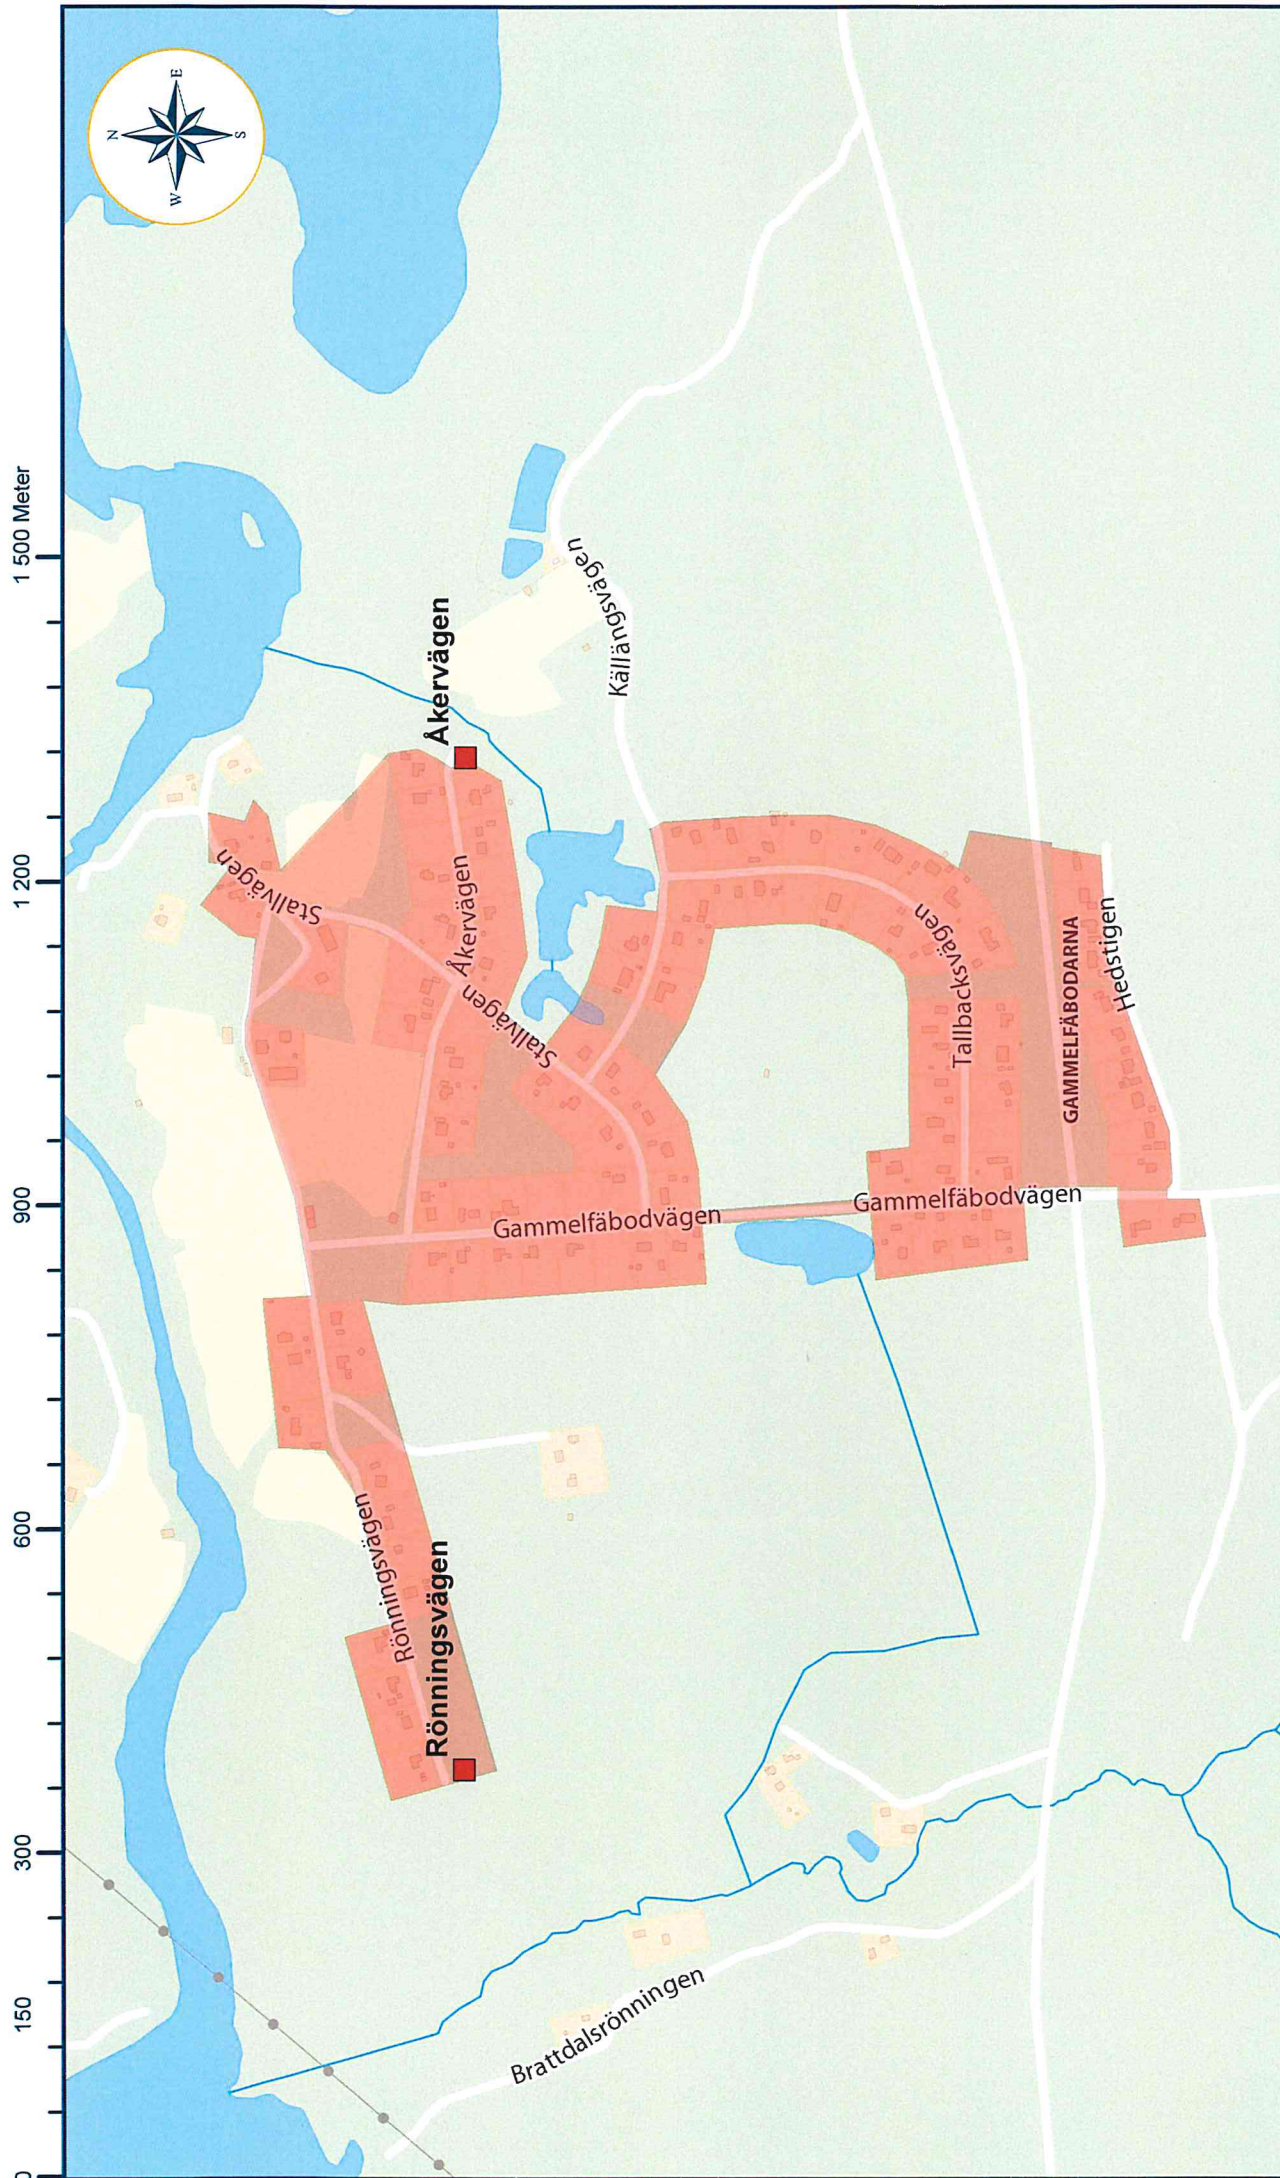 0
150
300
600
900
1 200
1 500 Meter
N
E
S
W
Stallvägen
Åkervägen
Åkervägen
Stallvägen
Källängsvägen
Gammelfäbodvägen
Gammelfäbodvägen
Tallbacksvägen
GAMMELFÄBODARNA
Hedstigen
Rönningsvägen
Rönningsvägen
Brattdalsrönningen